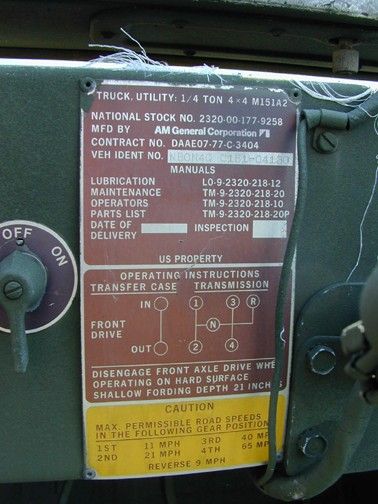 TRUCK, UTILITY: 1/4 TON 4×4 M151A2
NATIONAL STOCK NO. 2320-00-177-9258
MFD BY AM General Corporation
CONTRACT NO. DAAE07-77-C-3404
VEH IDENT NO.
MANUALS
LUBRICATION LO-9-2320-218-12
MAINTENANCE TM-9-2320-218-20
OPERATORS TM-9-2320-218-10
PARTS LIST TM-9-2320-218-20P
DATE OF
DELIVERY INSPECTION
US PROPERTY
OPERATING INSTRUCTIONS
TRANSFER CASE TRANSMISSION
IN 1 3 R
FRONT
DRIVE N
OUT 2 4
DISENGAGE FRONT AXLE DRIVE WHE
OPERATING ON HARD SURFACE
SHALLOW FORDING DEPTH 21 INCH
CAUTION
MAX. PERMISSIBLE ROAD SPEEDS
IN THE FOLLOWING GEAR POSITION
1ST 11 MPH 3RD 40 MP
2ND 21 MPH 4TH 65 MP
REVERSE 9 MPH
OFF
ON